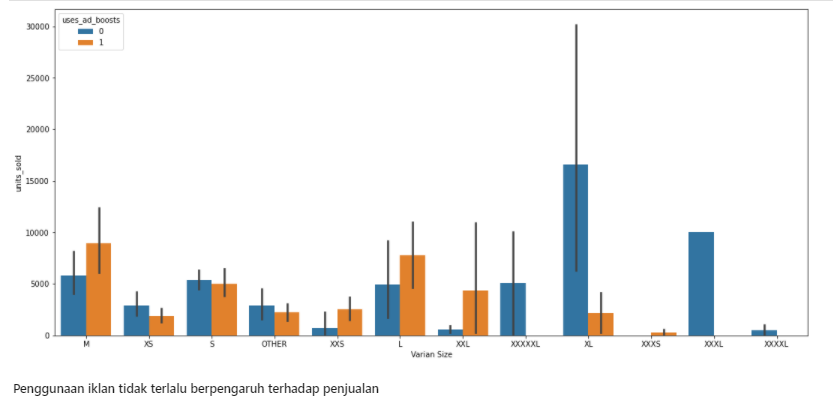 uses_ad_boosts
0
1
30000
25000
20000
15000
10000
5000
0
units_sold
M XS S OTHER XXS L XXL XXXXXL XL XXXS XXXL XXXXL
Varian Size
Penggunaan iklan tidak terlalu berpengaruh terhadap penjualan